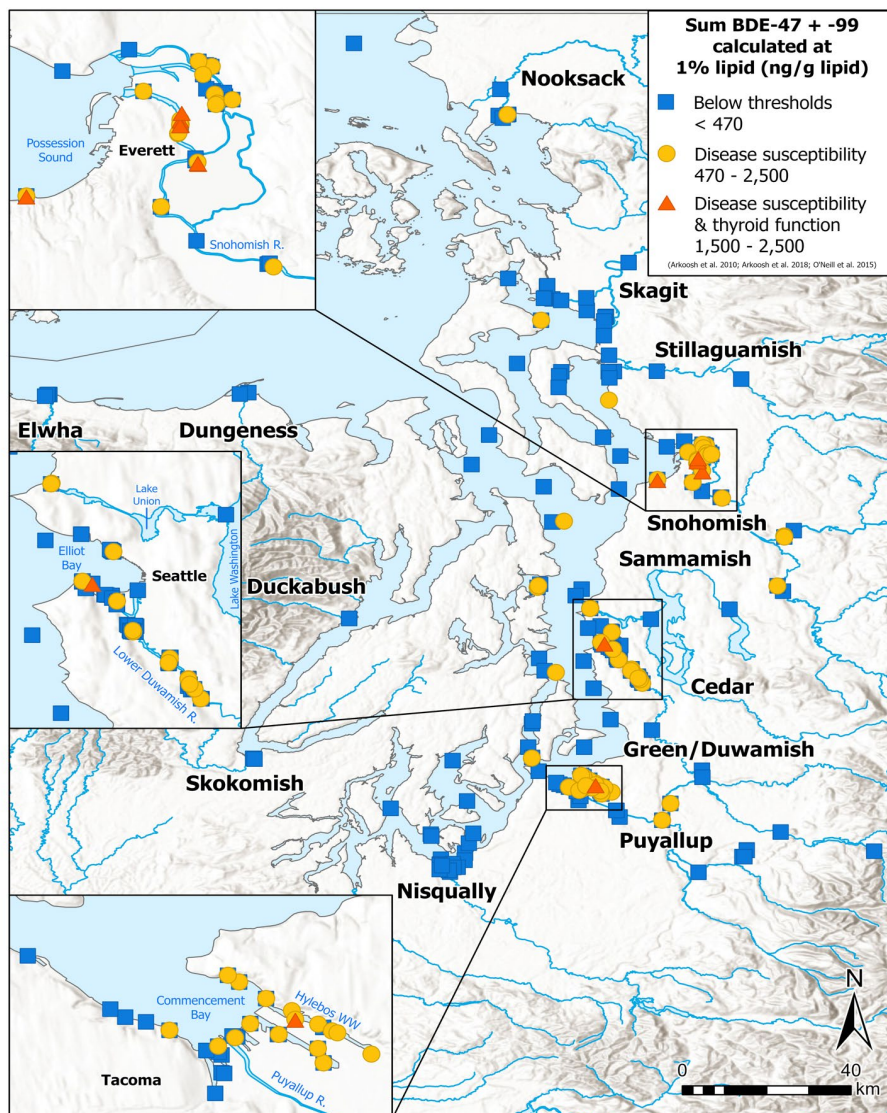 Sum BDE-47 + -99
calculated at
1% lipid (ng/g lipid)
Below thresholds
< 470
Disease susceptibility
470 - 2,500
Disease susceptibility
& thyroid function
1,500 - 2,500
(Arkoosh et al. 2010; Arkoosh et al. 2018; O'Neill et al. 2015)
Possession
Sound
Everett
Snohomish R.
Nooksack
Skagit
Stillaguamish
Elwha
Dungeness
Snohomish
Sammamish
Lake
Union
Elliot
Bay
Seattle
Lake Washington
Lower Duwamish R.
Duckabush
Cedar
Green/Duwamish
Skokomish
Puyallup
Nisqually
Commencement
Bay
Hylebos WW
Tacoma
Puyallup R.
N
0
40
km